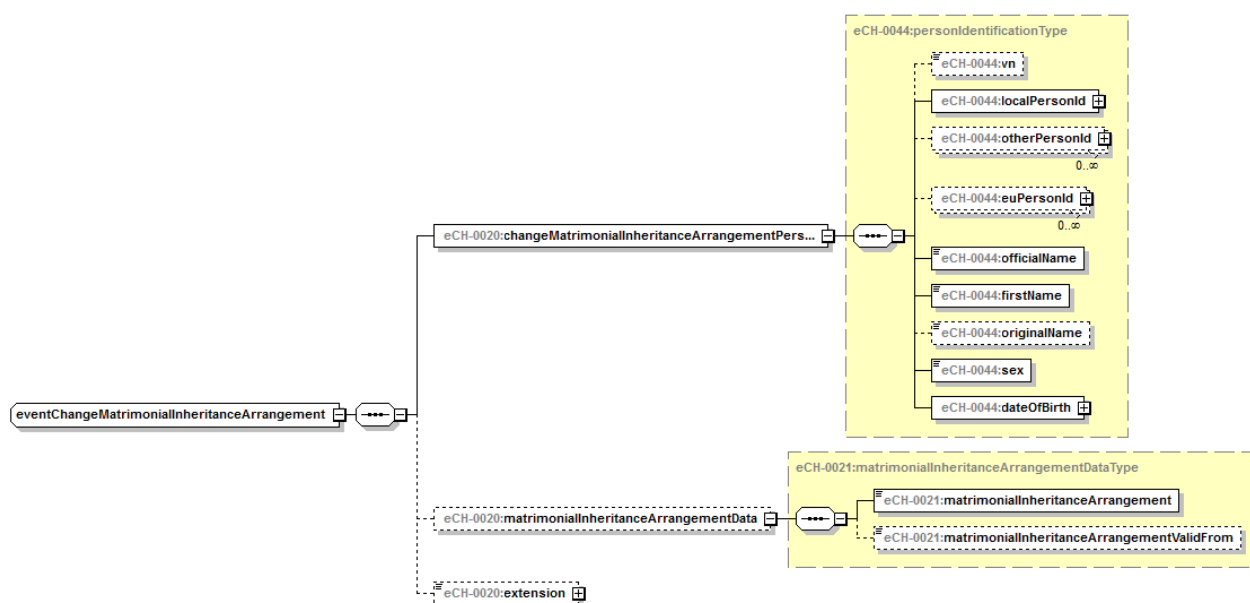 eCH-0044:personIdentificationType
eCH-0044:vn
eCH-0044:localPersonId
eCH-0044:otherPersonId
0..∞
eCH-0044:euPersonId
0..∞
eCH-0020:changeMatrimonialInheritanceArrangementPers...
eCH-0044:officialName
eCH-0044:firstName
eCH-0044:originalName
eCH-0044:sex
eCH-0044:dateOfBirth
eventChangeMatrimonialInheritanceArrangement
eCH-0021:matrimonialInheritanceArrangementDataType
eCH-0021:matrimonialInheritanceArrangement
eCH-0020:matrimonialInheritanceArrangementData
eCH-0021:matrimonialInheritanceArrangementValidFrom
eCH-0020:extension